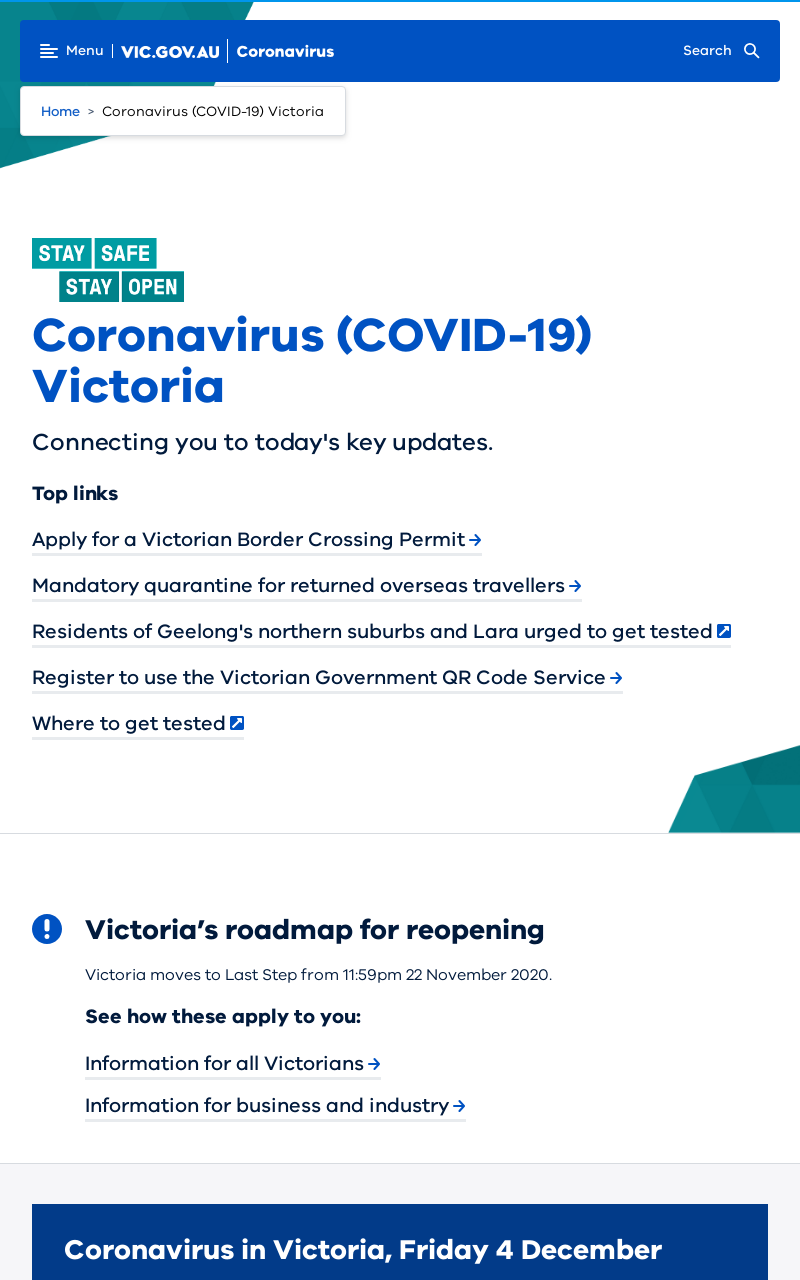 Menu | VIC.GOV.AU | Coronavirus Search
Home > Coronavirus (COVID-19) Victoria
STAY SAFE
STAY OPEN
Coronavirus (COVID-19)
Victoria
Connecting you to today's key updates.
Top links
Apply for a Victorian Border Crossing Permit
Mandatory quarantine for returned overseas travellers
Residents of Geelong's northern suburbs and Lara urged to get tested
Register to use the Victorian Government QR Code Service
Where to get tested
Victoria’s roadmap for reopening
Victoria moves to Last Step from 11:59pm 22 November 2020.
See how these apply to you:
Information for all Victorians
Information for business and industry
Coronavirus in Victoria, Friday 4 December